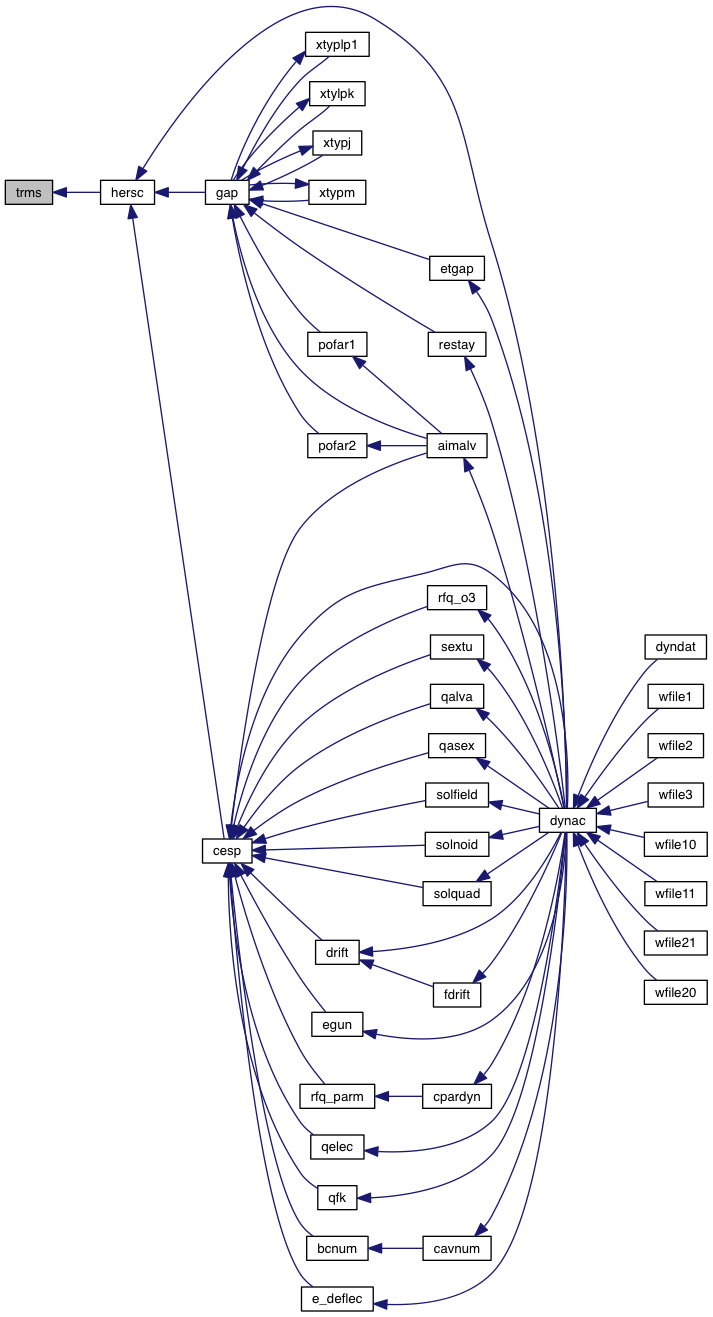 xtyplp1
xtylpk
xtypj
trms
hersc
gap
xtypm
etgap
pofar1
restay
pofar2
aimalv
rfq_o3
sextu
dyndat
qalva
wfile1
qasex
wfile2
solfield
wfile3
dynac
cesp
solnoid
wfile10
solquad
wfile11
drift
wfile21
fdrift
wfile20
egun
rfq_parm
cpardyn
qelec
qfk
bcnum
cavnum
e_deflec